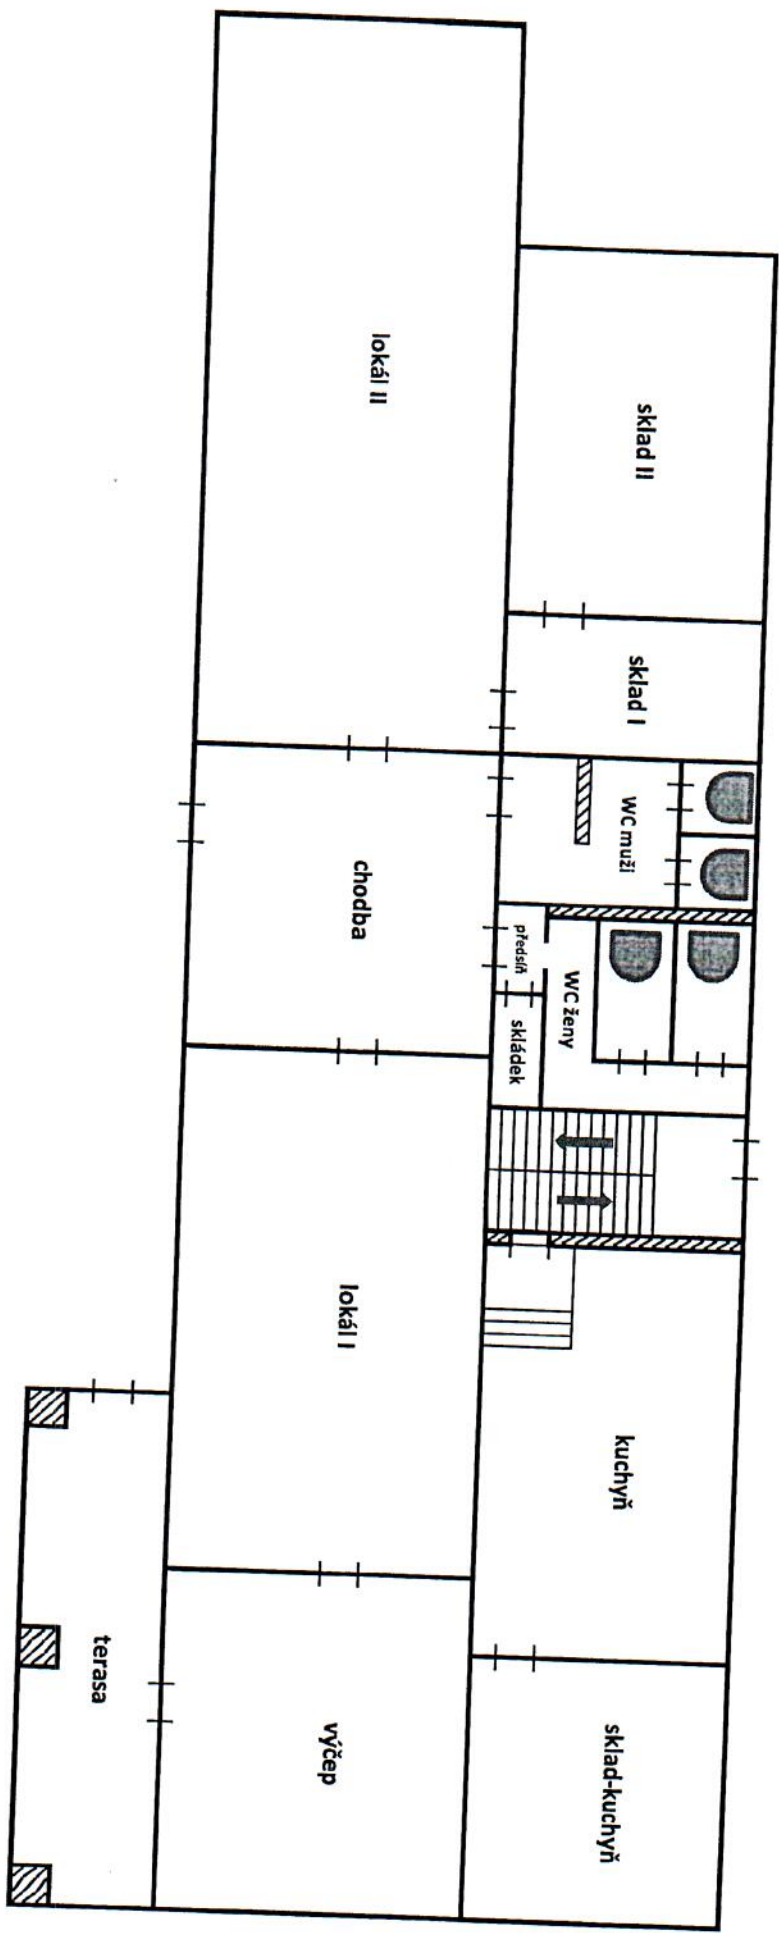 sklad II
sklad I
WC muži
WC ženy
předsíň
skládek
kuchyň
sklad-kuchyň
lokál II
chodba
lokál I
výčep
terasa